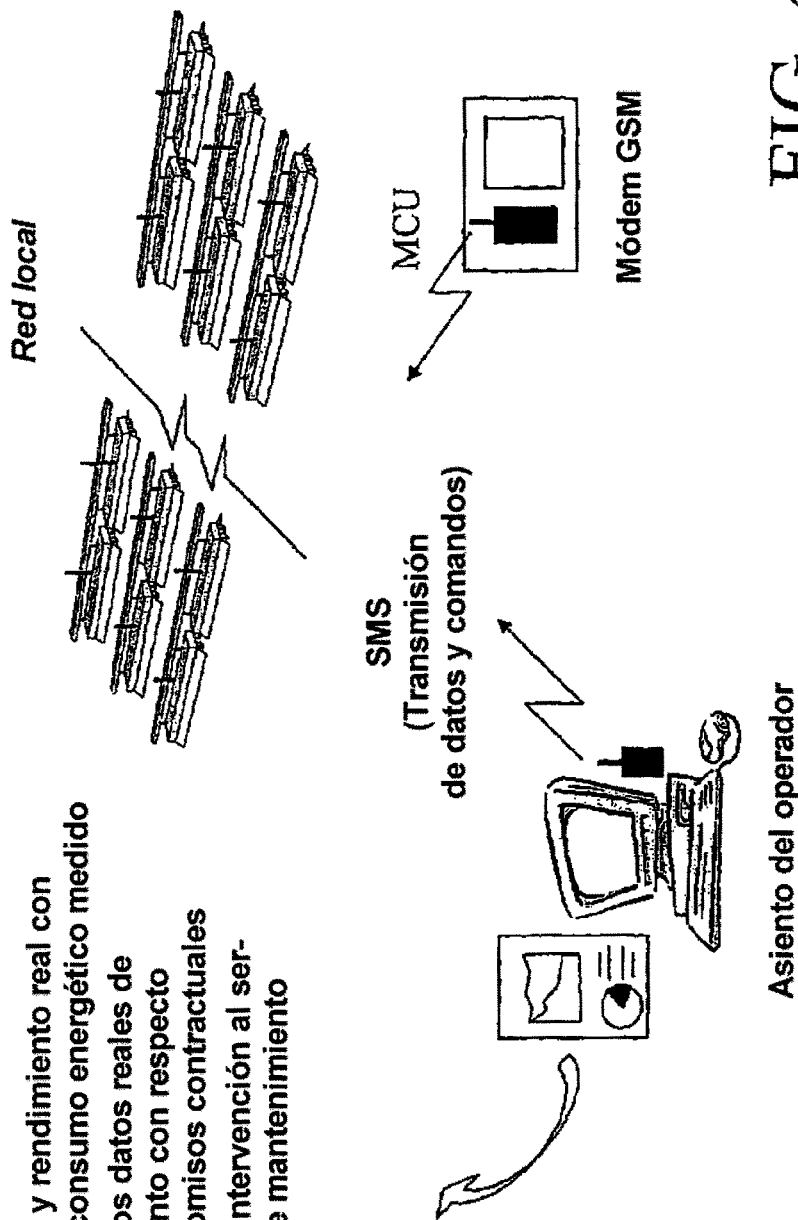 y rendimiento real con
consumo energético medido
os datos reales de
nto con respecto
omisos contractuales
ntervención al ser-
e mantenimiento
Red local
SMS
(Transmisión
de datos y comandos)
MCU
Módem GSM
Asiento del operador
FIG